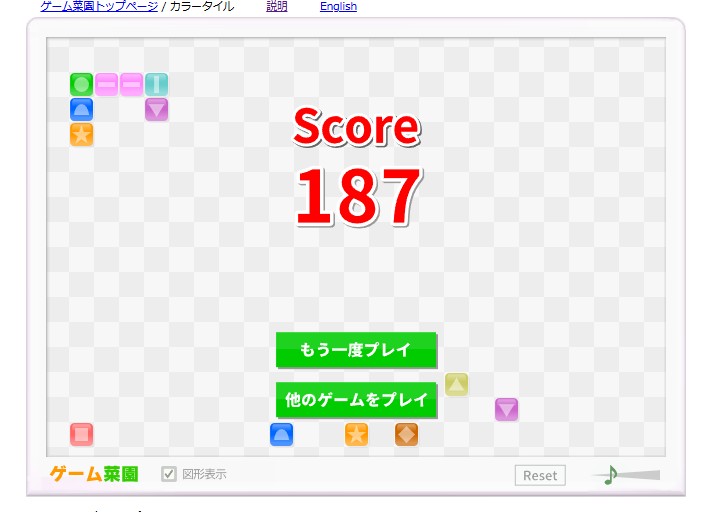 ゲーム菜園トップページ / カラータイル 説明 English
Score
187
もう一度プレイ
他のゲームをプレイ
ゲーム菜園 図形表示 Reset